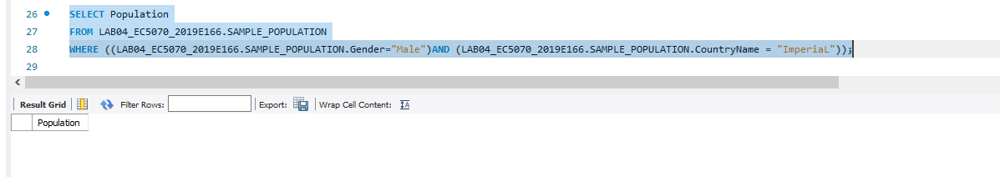 26 SELECT Population
27 FROM LAB04_EC5070_2019E166.SAMPLE_POPULATION
28 WHERE ((LAB04_EC5070_2019E166.SAMPLE_POPULATION.Gender="Male")AND (LAB04_EC5070_2019E166.SAMPLE_POPULATION.CountryName = "ImperiaL"));
29
Result Grid Filter Rows: Export: Wrap Cell Content: IA
Population